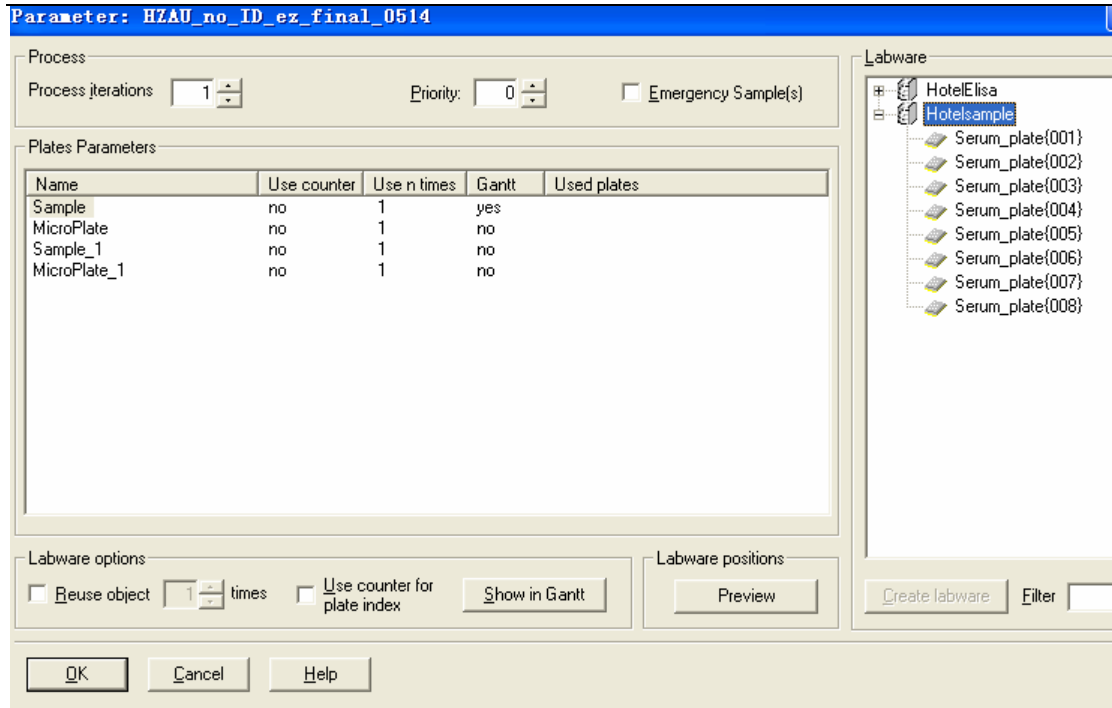 Parameter: HZAU_no_ID_ez_final_0514
Process
Process iterations 1 Priority: 0 Emergency Sample(s)
Plates Parameters
Name Use counter Use n times Gantt Used plates
Sample no 1 yes
MicroPlate no 1 no
Sample_1 no 1 no
MicroPlate_1 no 1 no
Labware options
Reuse object 1 times Use counter for plate index Show in Gantt
Labware positions
Preview
Labware
HotelElisa
Hotelsample
Serum_plate{001}
Serum_plate{002}
Serum_plate{003}
Serum_plate{004}
Serum_plate{005}
Serum_plate{006}
Serum_plate{007}
Serum_plate{008}
Create labware Filter
OK Cancel Help